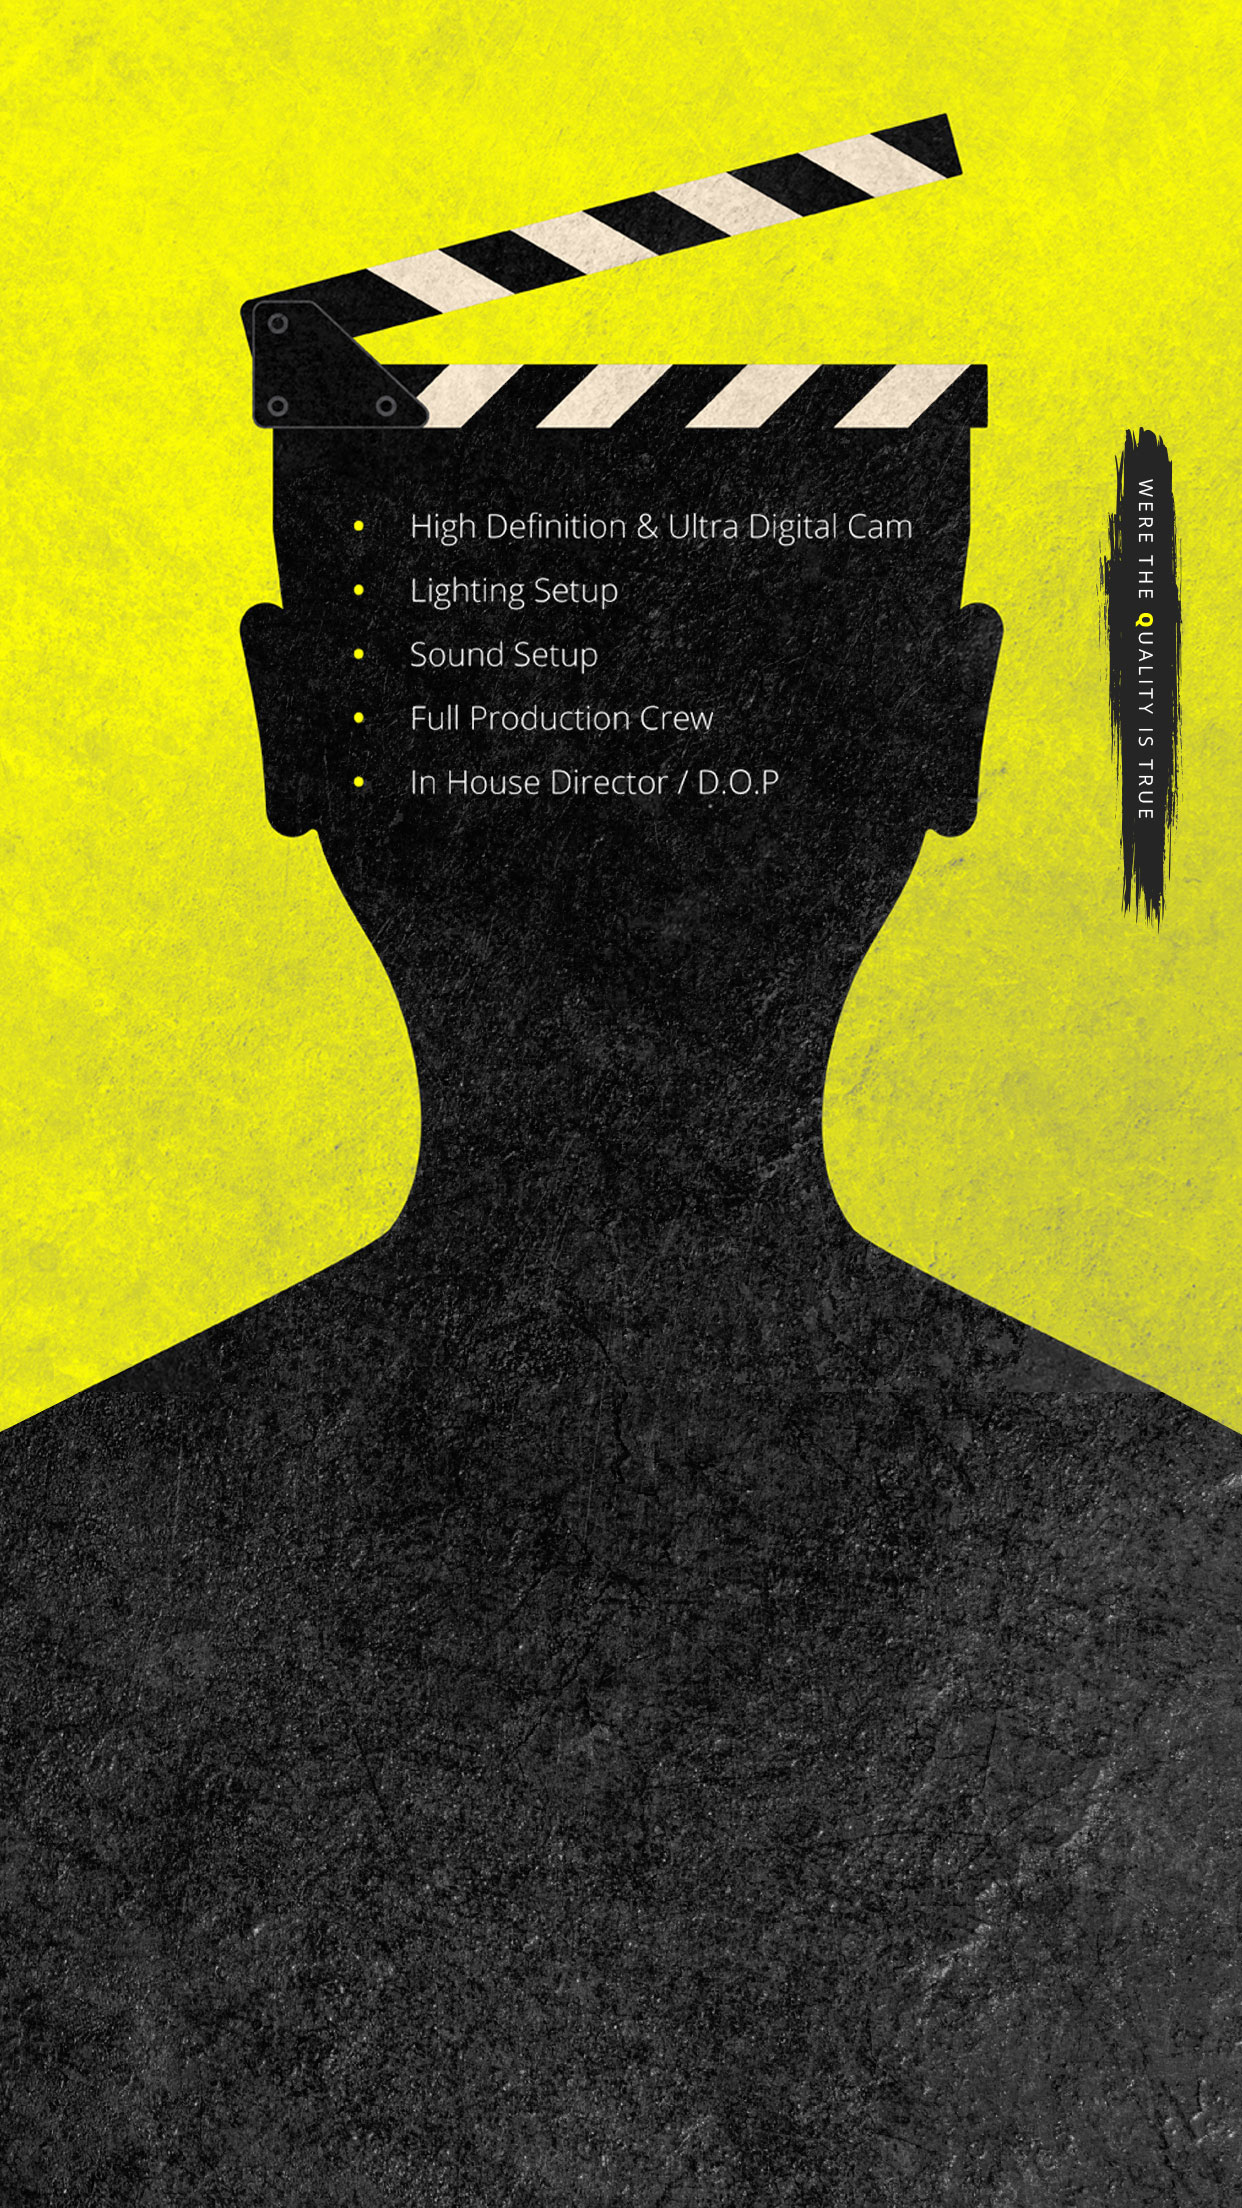 • High Definition & Ultra Digital Cam
• Lighting Setup
• Sound Setup
• Full Production Crew
• In House Director / D.O.P
WERE THE QUALITY IS TRUE